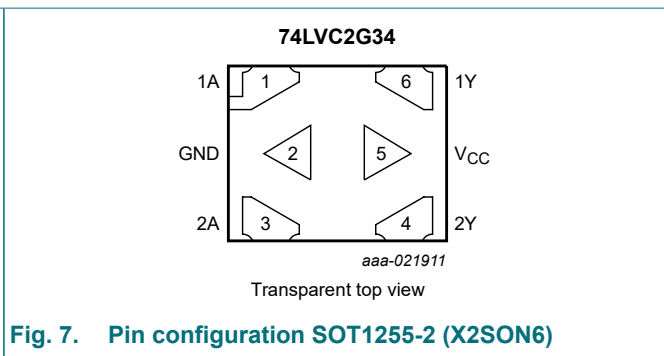 74LVC2G34
1A 1 6 1Y
GND 2 5 VCC
2A 3 4 2Y
aaa-021911
Transparent top view
Fig. 7. Pin configuration SOT1255-2 (X2SON6)